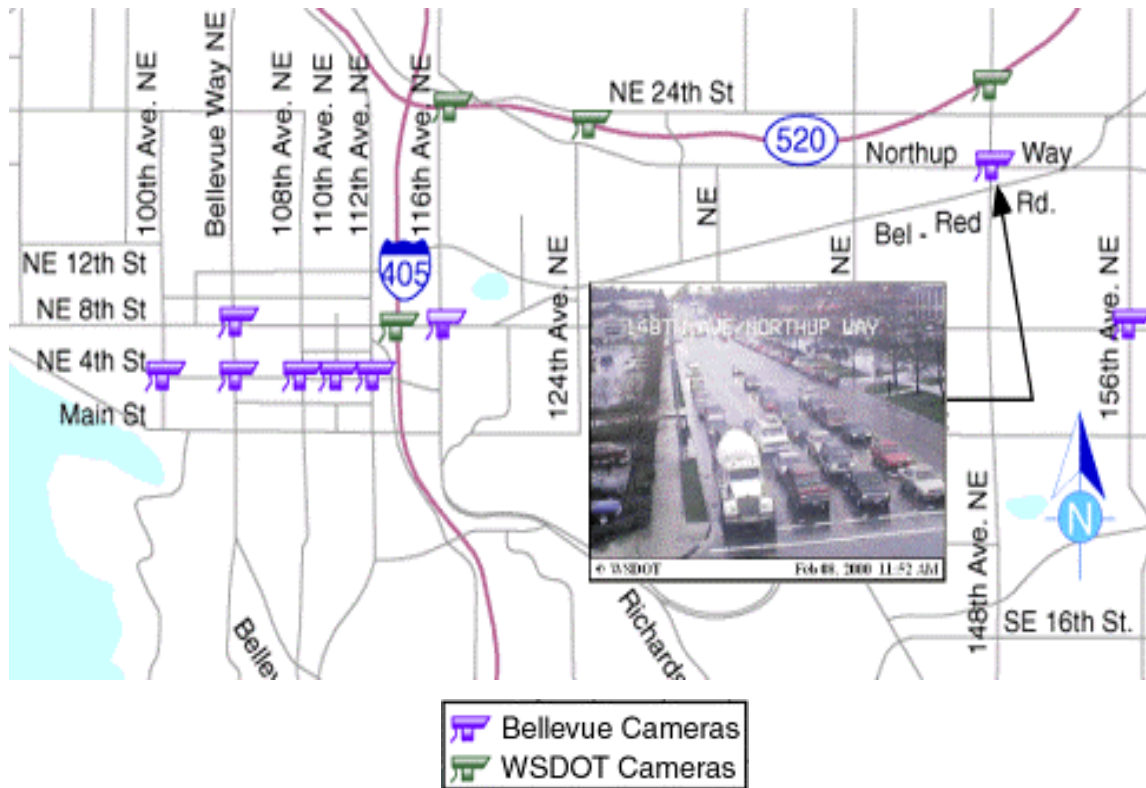 100th Ave. NE
Bellevue Way NE
108th Ave. NE
110th Ave. NE
112th Ave. NE
116th Ave. NE
NE 24th St
520
Northup Way
Bel - Red Rd.
NE
NE
NE 12th St
405
NE 8th St
NE 4th St
Main St
124th Ave. NE
156th Ave. NE
148TH AVE/NORTHUP WAY
© WSDOT Feb 08, 2000 11:52 AM
N
148th Ave. NE
SE 16th St.
Bellev
Richards
Bellevue Cameras
WSDOT Cameras